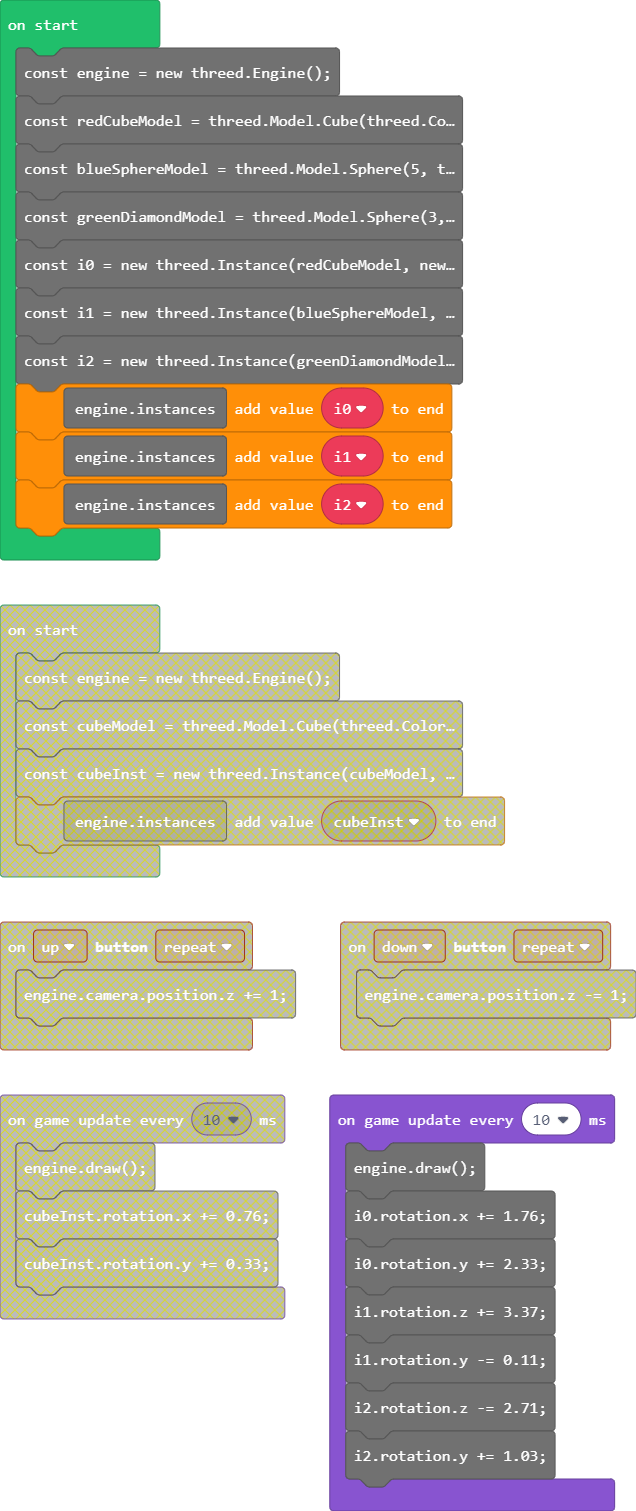 on start
const engine = new threed.Engine();
const redCubeModel = threed.Model.Cube(threed.Co…
const blueSphereModel = threed.Model.Sphere(5, t…
const greenDiamondModel = threed.Model.Sphere(3,…
const i0 = new threed.Instance(redCubeModel, new…
const i1 = new threed.Instance(blueSphereModel, …
const i2 = new threed.Instance(greenDiamondModel…
engine.instances add value i0 to end
engine.instances add value i1 to end
engine.instances add value i2 to end
on start
const engine = new threed.Engine();
const cubeModel = threed.Model.Cube(threed.Color…
const cubeInst = new threed.Instance(cubeModel, …
engine.instances add value cubeInst to end
on up button repeat
engine.camera.position.z += 1;
on down button repeat
engine.camera.position.z -= 1;
on game update every 10 ms
engine.draw();
cubeInst.rotation.x += 0.76;
cubeInst.rotation.y += 0.33;
on game update every 10 ms
engine.draw();
i0.rotation.x += 1.76;
i0.rotation.y += 2.33;
i1.rotation.z += 3.37;
i1.rotation.y -= 0.11;
i2.rotation.z -= 2.71;
i2.rotation.y += 1.03;